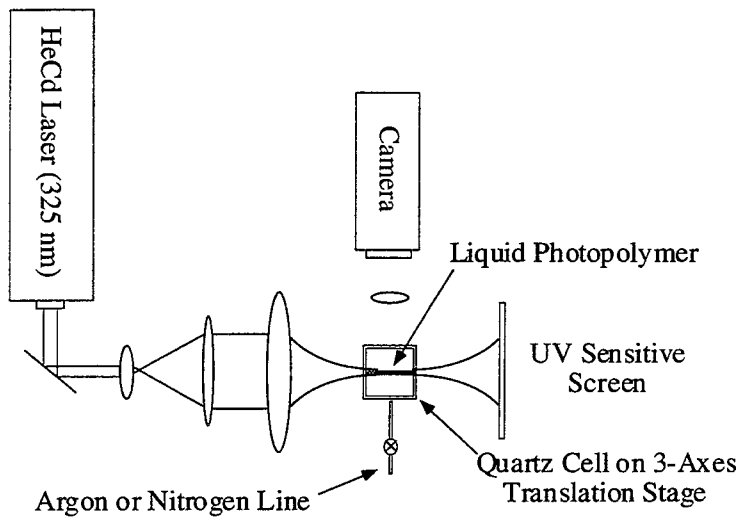 HeCd Laser (325 nm)
Camera
Liquid Photopolymer
UV Sensitive
Screen
Quartz Cell on 3-Axes
Translation Stage
Argon or Nitrogen Line